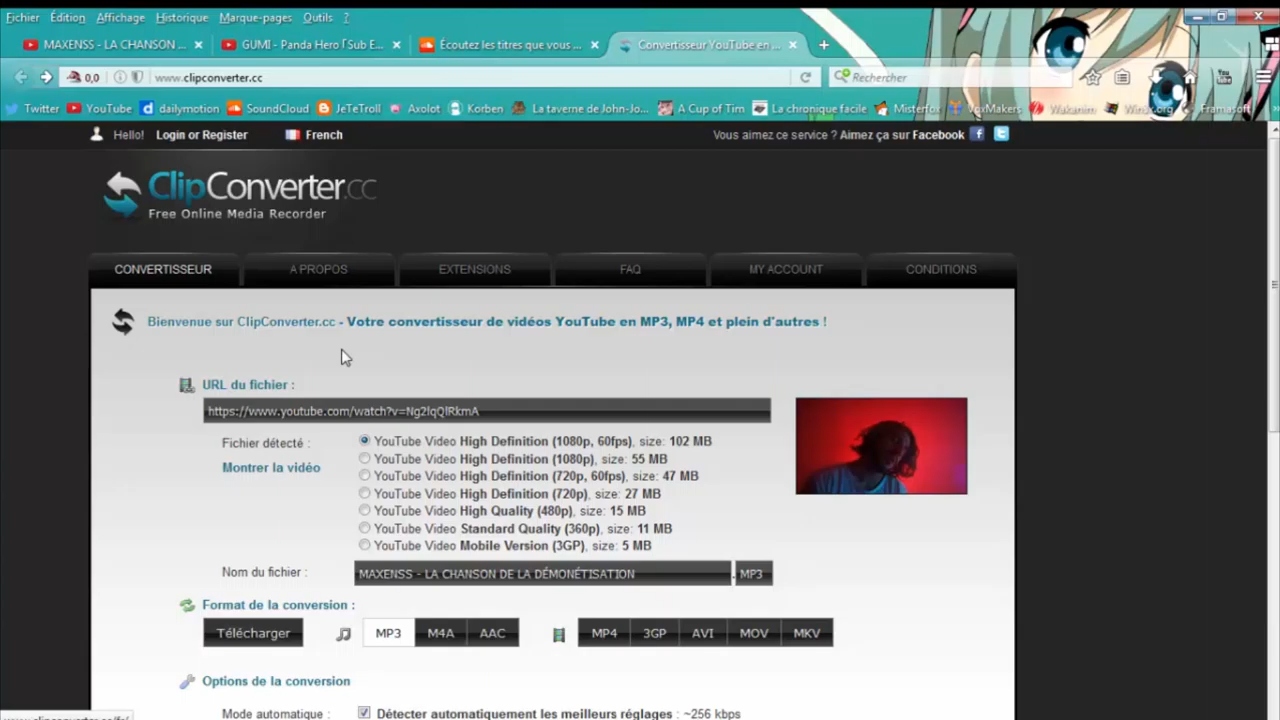 Fichier Édition Affichage Historique Marque-pages Outils ?
MAXENSS - LA CHANSON ... GUMI - Panda Hero「Sub E... Écoutez les titres que vous ... Convertisseur YouTube en ...
0,0 www.clipconverter.cc Rechercher
Twitter YouTube dailymotion SoundCloud JeTeTroll Axolot Korben La taverne de John-Jo... A Cup of Tim La chronique facile Misterfox VoxMakers Wakanim
Hello! Login or Register French Vous aimez ce service ? Aimez ça sur Facebook
ClipConverter.cc
Free Online Media Recorder
CONVERTISSEUR A PROPOS EXTENSIONS FAQ MY ACCOUNT CONDITIONS
Bienvenue sur ClipConverter.cc - Votre convertisseur de vidéos YouTube en MP3, MP4 et plein d'autres !
URL du fichier :
https://www.youtube.com/watch?v=Ng2lqQlRkmA
Fichier détecté : YouTube Video High Definition (1080p, 60fps), size: 102 MB
YouTube Video High Definition (1080p), size: 55 MB
Montrer la vidéo
YouTube Video High Definition (720p, 60fps), size: 47 MB
YouTube Video High Definition (720p), size: 27 MB
YouTube Video High Quality (480p), size: 15 MB
YouTube Video Standard Quality (360p), size: 11 MB
YouTube Video Mobile Version (3GP), size: 5 MB
Nom du fichier : MAXENSS - LA CHANSON DE LA DÉMONÉTISATION . MP3
Format de la conversion :
Télécharger MP3 M4A AAC MP4 3GP AVI MOV MKV
Options de la conversion
Mode automatique : Détecter automatiquement les meilleurs réglages : ~256 kbps